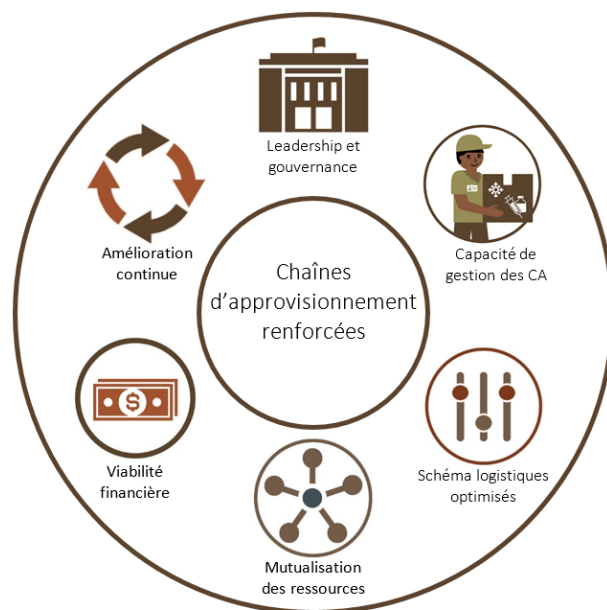 Leadership et
gouvernance
Capacité de
gestion des CA
Schéma logistiques
optimisés
Mutualisation
des ressources
Viabilité
financière
Amélioration
continue
Chaînes
d'approvisionnement
renforcées
$